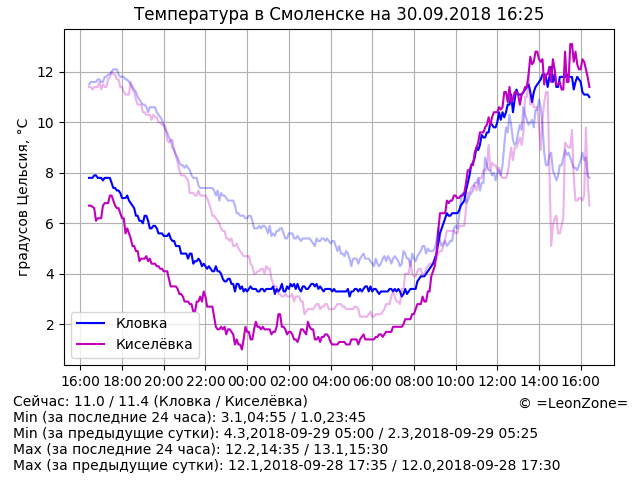 Температура в Смоленске на 30.09.2018 16:25
градусов Цельсия, °C
12
10
8
6
4
2
Кловка
Киселёвка
16:00 18:00 20:00 22:00 00:00 02:00 04:00 06:00 08:00 10:00 12:00 14:00 16:00
Сейчас: 11.0 / 11.4 (Кловка / Киселёвка)
© =LeonZone=
Min (за последние 24 часа): 3.1,04:55 / 1.0,23:45
Min (за предыдущие сутки): 4.3,2018-09-29 05:00 / 2.3,2018-09-29 05:25
Max (за последние 24 часа): 12.2,14:35 / 13.1,15:30
Max (за предыдущие сутки): 12.1,2018-09-28 17:35 / 12.0,2018-09-28 17:30